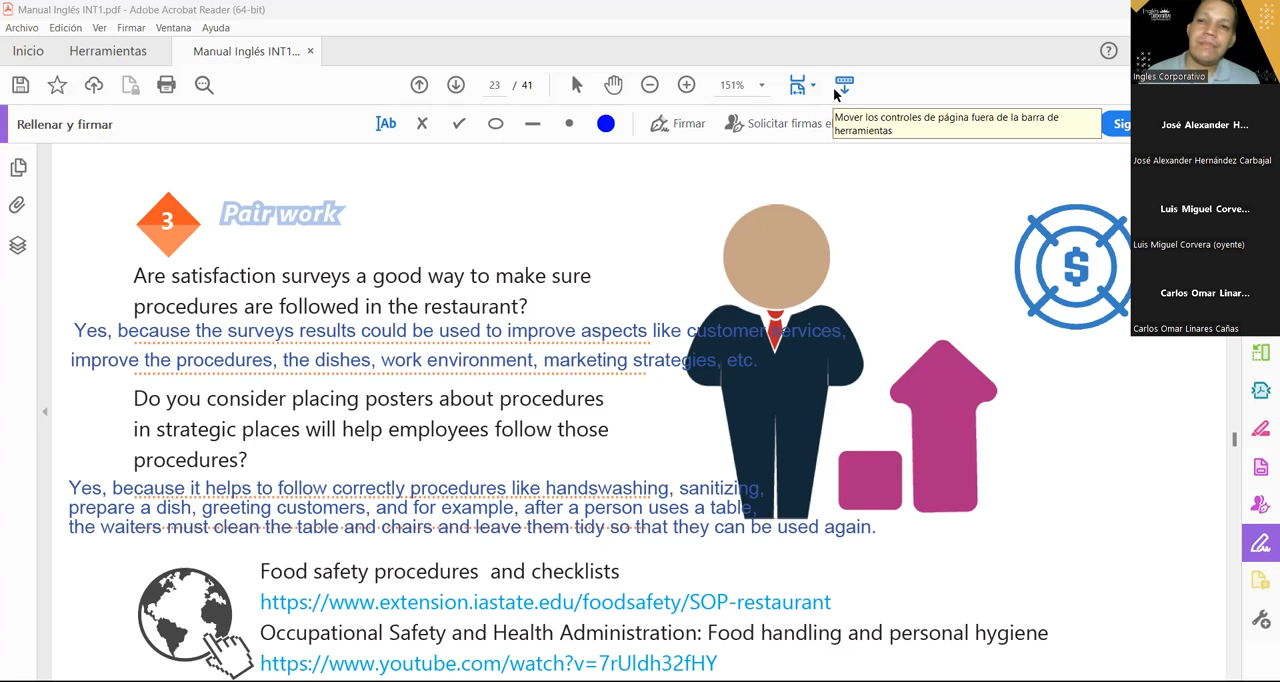 Manual Inglés INT1.pdf - Adobe Acrobat Reader (64-bit)
Archivo Edición Ver Firmar Ventana Ayuda
Inicio Herramientas Manual Inglés INT1... ×
23 / 41 151%
Rellenar y firmar
Ab Firmar Solicitar firmas e
Mover los controles de página fuera de la barra de
herramientas
Sig
Inglés Corporativo
Ingles Corporativo
José Alexander H...
José Alexander Hernández Carbajal
Luis Miguel Corve...
Luis Miguel Corvera (oyente)
Carlos Omar Linar...
Carlos Omar Linares Cañas
3 Pair work
Are satisfaction surveys a good way to make sure
procedures are followed in the restaurant?
Yes, because the surveys results could be used to improve aspects like customer services,
improve the procedures, the dishes, work environment, marketing strategies, etc.
Do you consider placing posters about procedures
in strategic places will help employees follow those
procedures?
Yes, because it helps to follow correctly procedures like handswashing, sanitizing,
prepare a dish, greeting customers, and for example, after a person uses a table,
the waiters must clean the table and chairs and leave them tidy so that they can be used again.
$
Food safety procedures and checklists
https://www.extension.iastate.edu/foodsafety/SOP-restaurant
Occupational Safety and Health Administration: Food handling and personal hygiene
https://www.youtube.com/watch?v=7rUldh32fHY